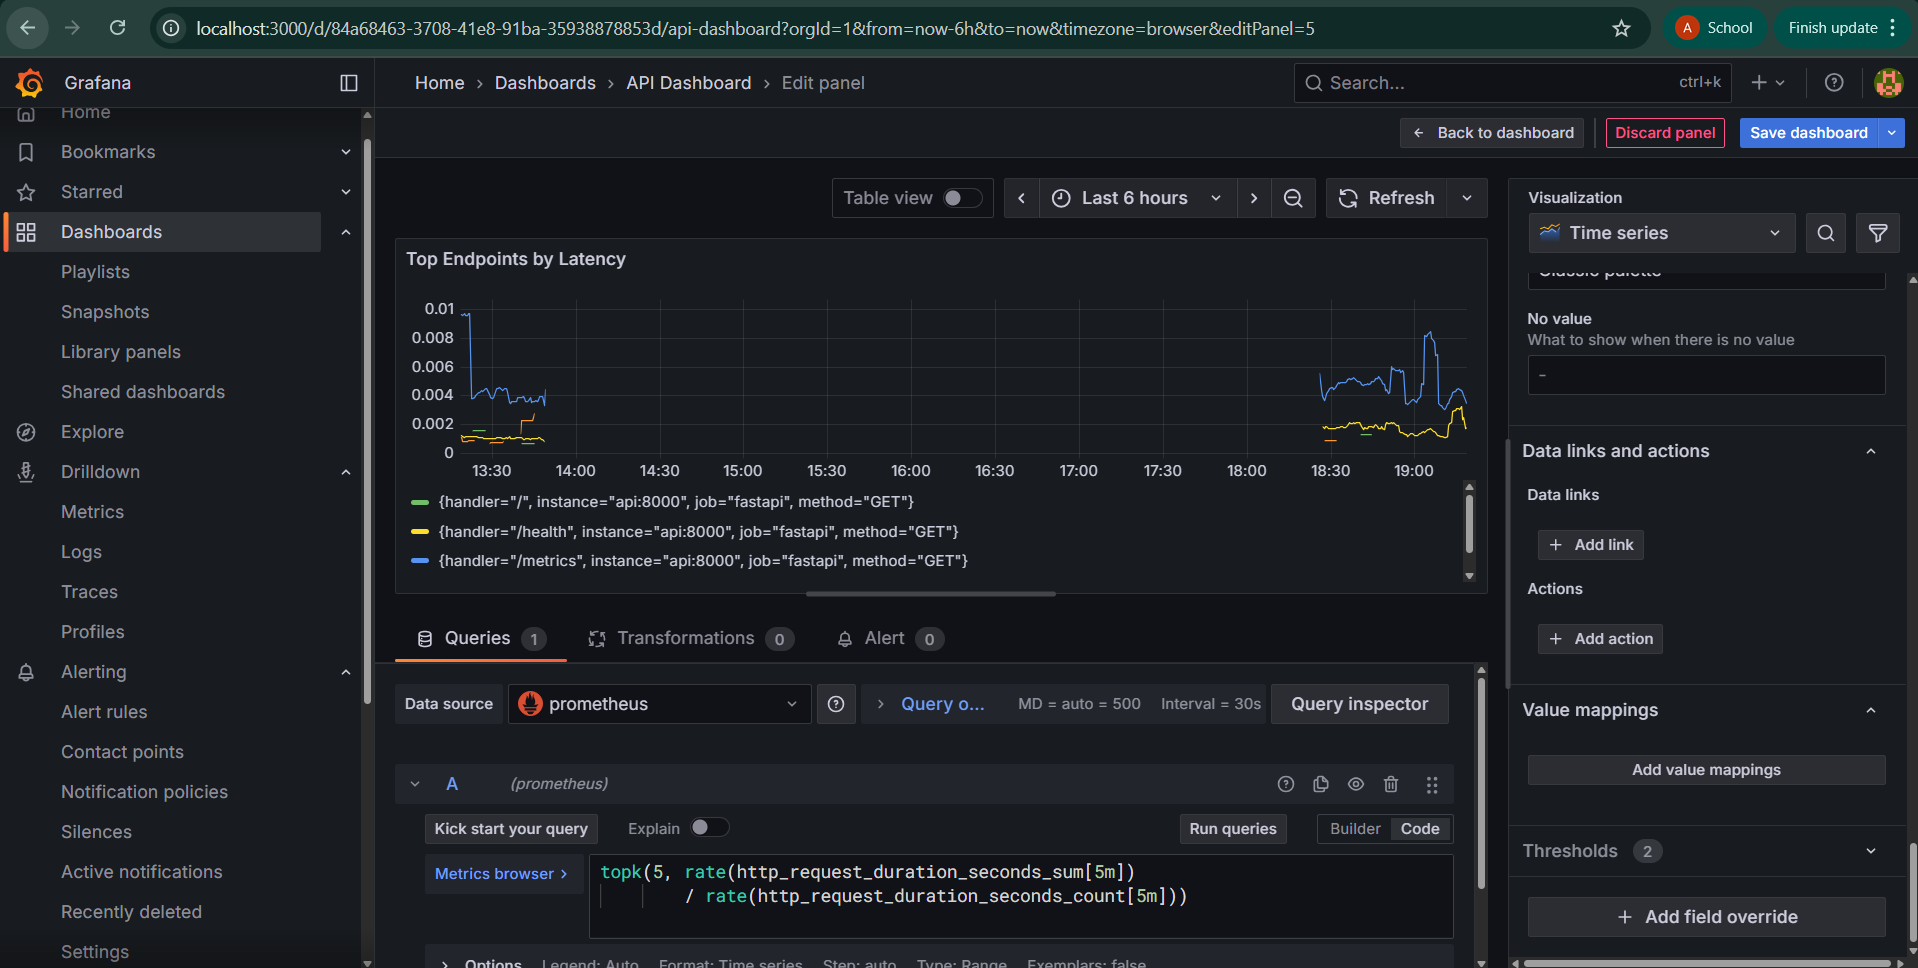 localhost:3000/d/84a68463-3708-41e8-91ba-35938878853d/api-dashboard?orgId=1&from=now-6h&to=now&timezone=browser&editPanel=5
A School
Finish update
Grafana
Home › Dashboards › API Dashboard › Edit panel
Search... ctrl+k
Home
Bookmarks
Starred
Dashboards
Playlists
Snapshots
Library panels
Shared dashboards
Explore
Drilldown
Metrics
Logs
Traces
Profiles
Alerting
Alert rules
Contact points
Notification policies
Silences
Active notifications
Recently deleted
Settings
Back to dashboard
Discard panel
Save dashboard
Table view
Last 6 hours
Refresh
Top Endpoints by Latency
0.01
0.008
0.006
0.004
0.002
0
13:30 14:00 14:30 15:00 15:30 16:00 16:30 17:00 17:30 18:00 18:30 19:00
{handler="/", instance="api:8000", job="fastapi", method="GET"}
{handler="/health", instance="api:8000", job="fastapi", method="GET"}
{handler="/metrics", instance="api:8000", job="fastapi", method="GET"}
Queries 1
Transformations 0
Alert 0
Data source
prometheus
Query o...
MD = auto = 500
Interval = 30s
Query inspector
A (prometheus)
Kick start your query
Explain
Run queries
Builder
Code
Metrics browser >
topk(5, rate(http_request_duration_seconds_sum[5m])
/ rate(http_request_duration_seconds_count[5m]))
Options Legend: Auto Format: Time series Step: auto Type: Range Exemplars: false
Visualization
Time series
Classic palette
No value
What to show when there is no value
-
Data links and actions
Data links
+ Add link
Actions
+ Add action
Value mappings
Add value mappings
Thresholds 2
+ Add field override